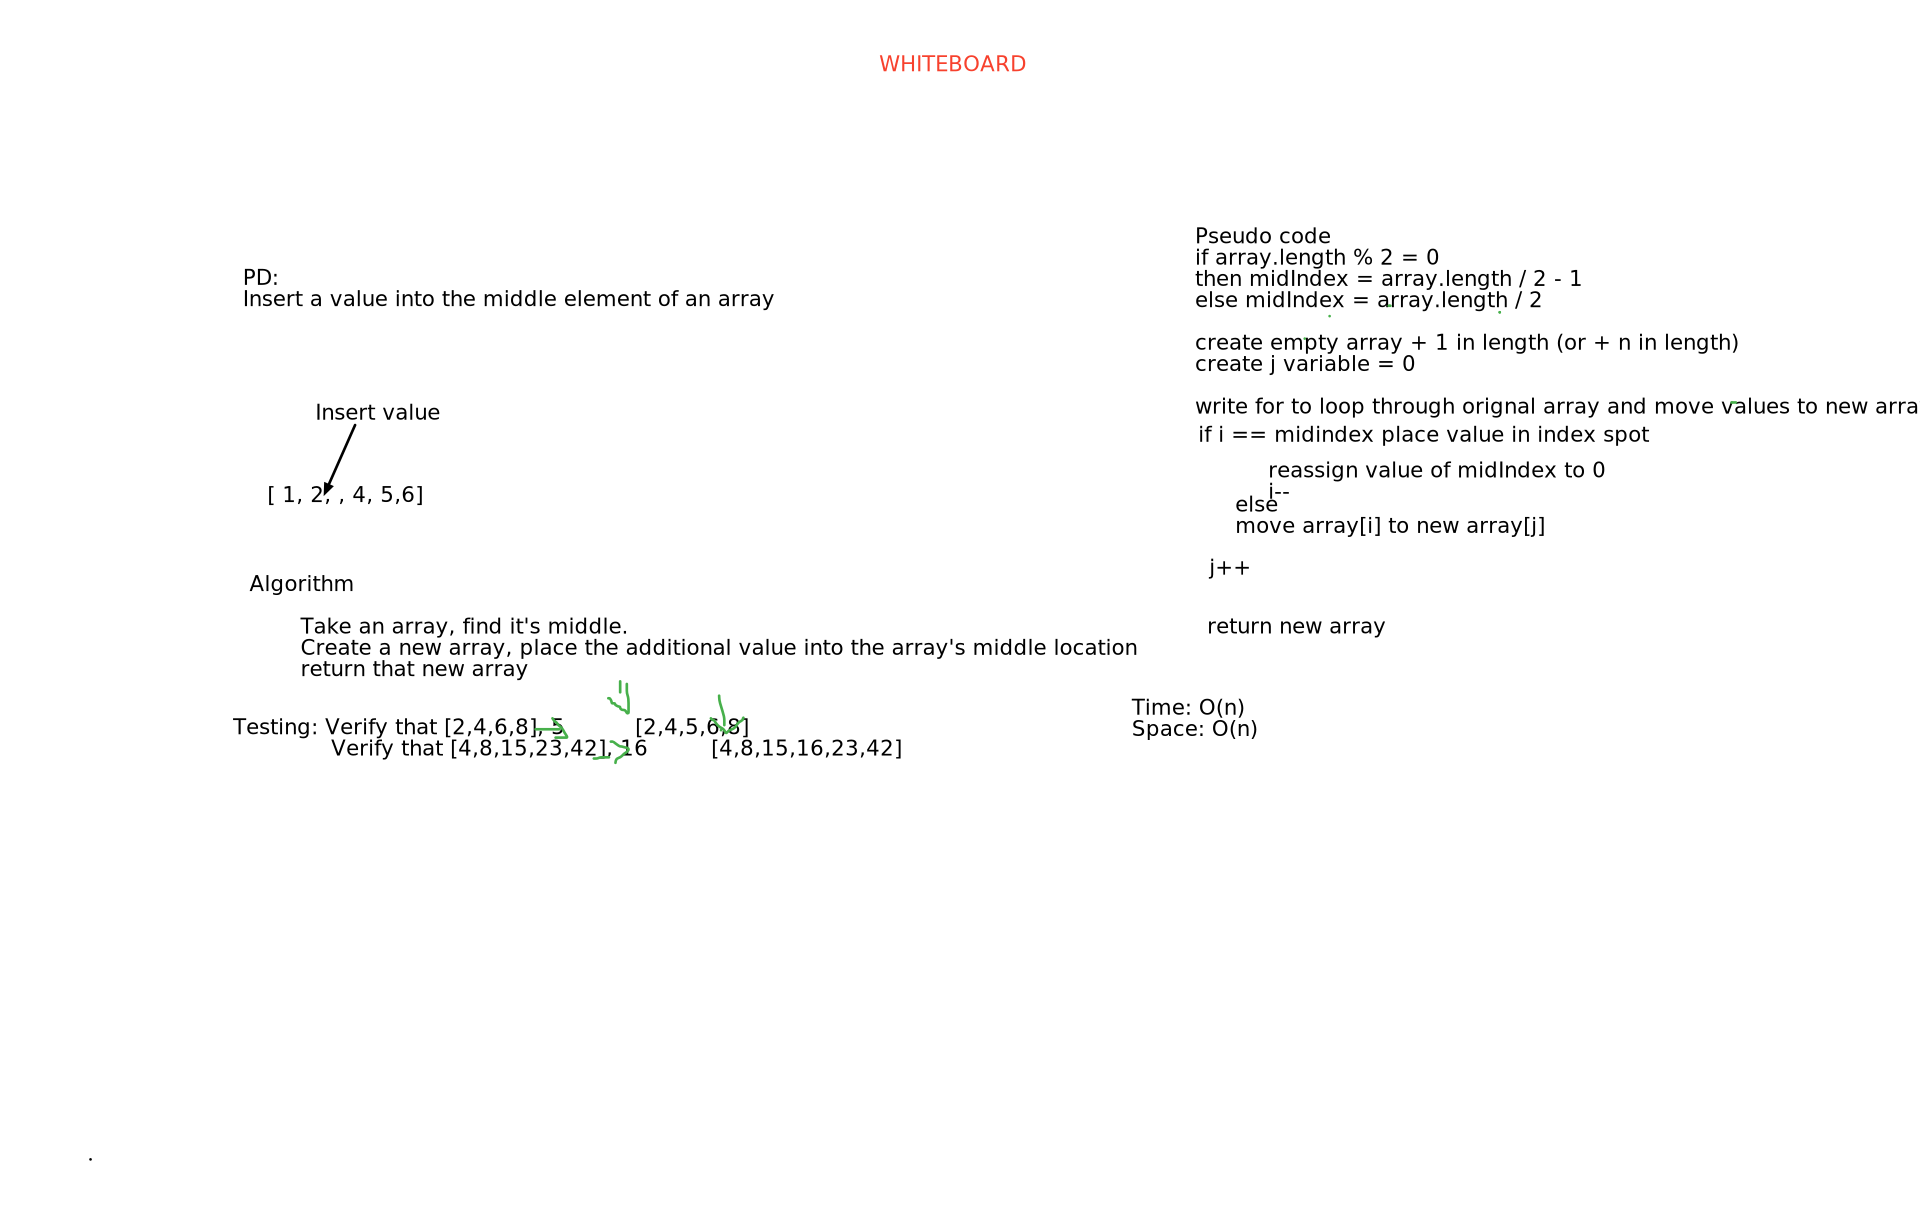 WHITEBOARD
PD:
Insert a value into the middle element of an array
Insert value
[ 1, 2, , 4, 5,6]
Algorithm
Take an array, find it's middle.
Create a new array, place the additional value into the array's middle location
return that new array
Testing: Verify that [2,4,6,8], 5 [2,4,5,6,8]
Verify that [4,8,15,23,42], 16 [4,8,15,16,23,42]
Pseudo code
if array.length % 2 = 0
then midIndex = array.length / 2 - 1
else midIndex = array.length / 2
create empty array + 1 in length (or + n in length)
create j variable = 0
write for to loop through orignal array and move values to new arra
if i == midindex place value in index spot
reassign value of midIndex to 0
i--
else
move array[i] to new array[j]
j++
return new array
Time: O(n)
Space: O(n)